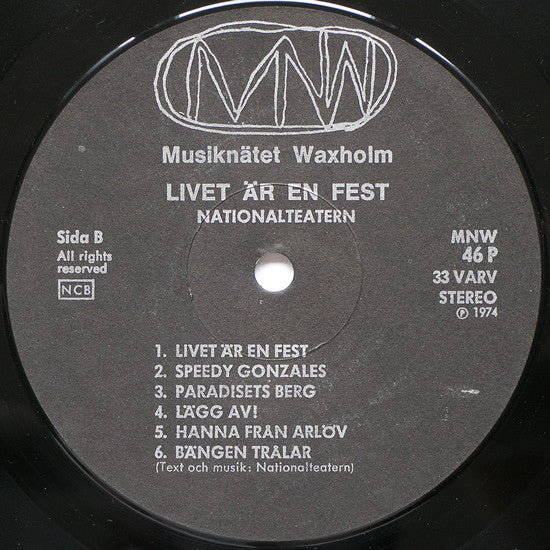 MNW
Musiknätet Waxholm
LIVET ÄR EN FEST
NATIONALTEATERN
Sida B
All rights
reserved
NCB
MNW
46 P
33 VARV
STEREO
℗ 1974
1. LIVET ÄR EN FEST
2. SPEEDY GONZALES
3. PARADISETS BERG
4. LÄGG AV!
5. HANNA FRÅN ARLÖV
6. BÄNGEN TRÅLAR
(Text och musik: Nationalteatern)